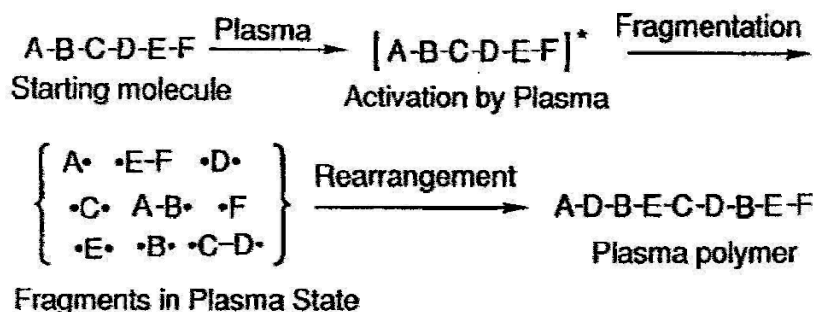 A-B-C-D-E-F Plasma [A-B-C-D-E-F]* Fragmentation
Starting molecule Activation by Plasma
A• •E-F •D•
•C• A-B• •F Rearrangement A-D-B-E-C-D-B-E-F
•E• •B• •C-D• Plasma polymer
Fragments in Plasma State